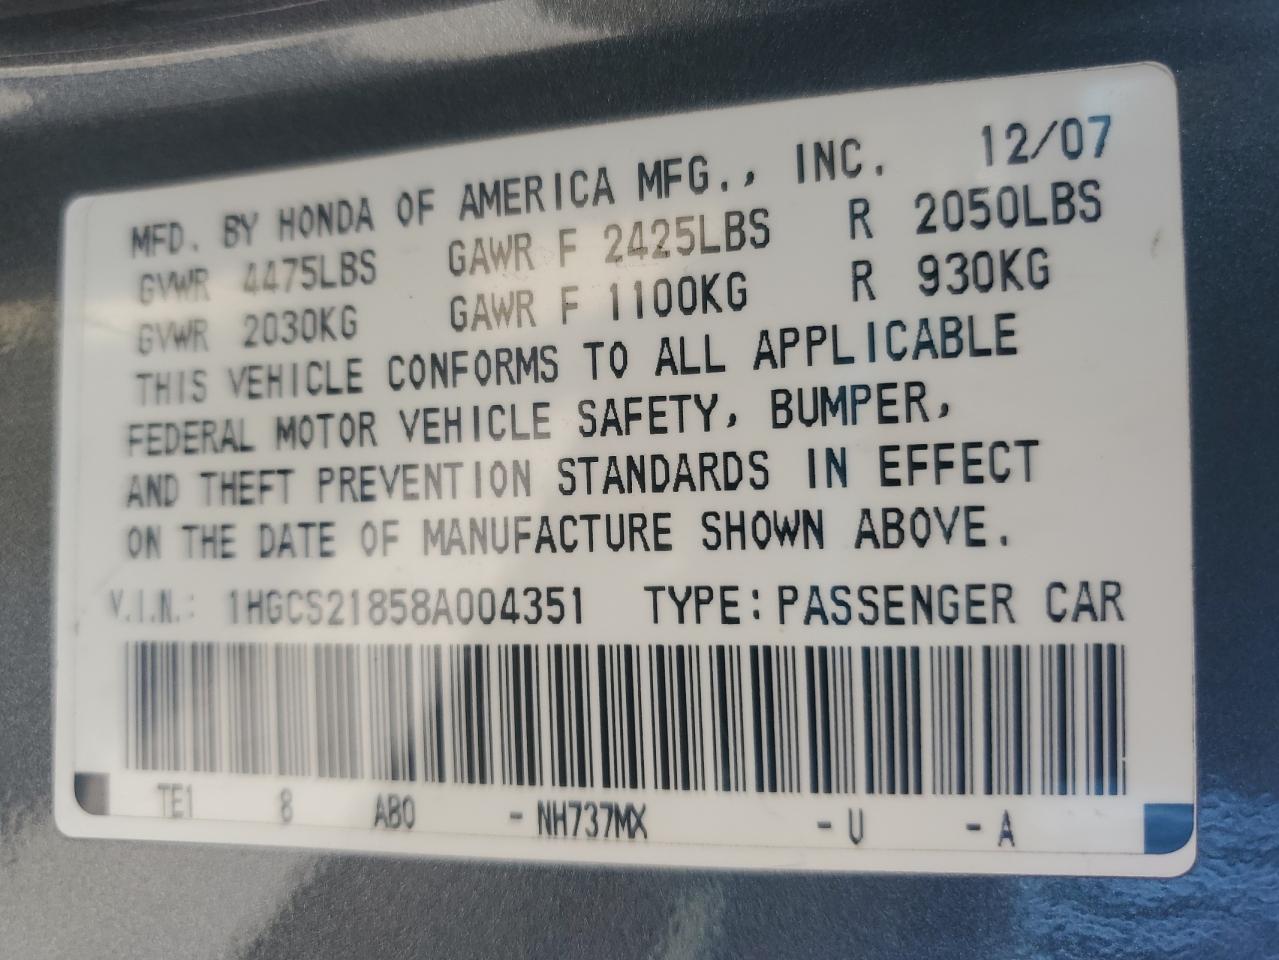 MFD. BY HONDA OF AMERICA MFG., INC. 12/07
GVWR 4475LBS GAWR F 2425LBS R 2050LBS
GVWR 2030KG GAWR F 1100KG R 930KG
THIS VEHICLE CONFORMS TO ALL APPLICABLE
FEDERAL MOTOR VEHICLE SAFETY, BUMPER,
AND THEFT PREVENTION STANDARDS IN EFFECT
ON THE DATE OF MANUFACTURE SHOWN ABOVE.
V.I.N.: 1HGCS21858A004351 TYPE: PASSENGER CAR
TE1 8 AB0 - NH737MX - U - A